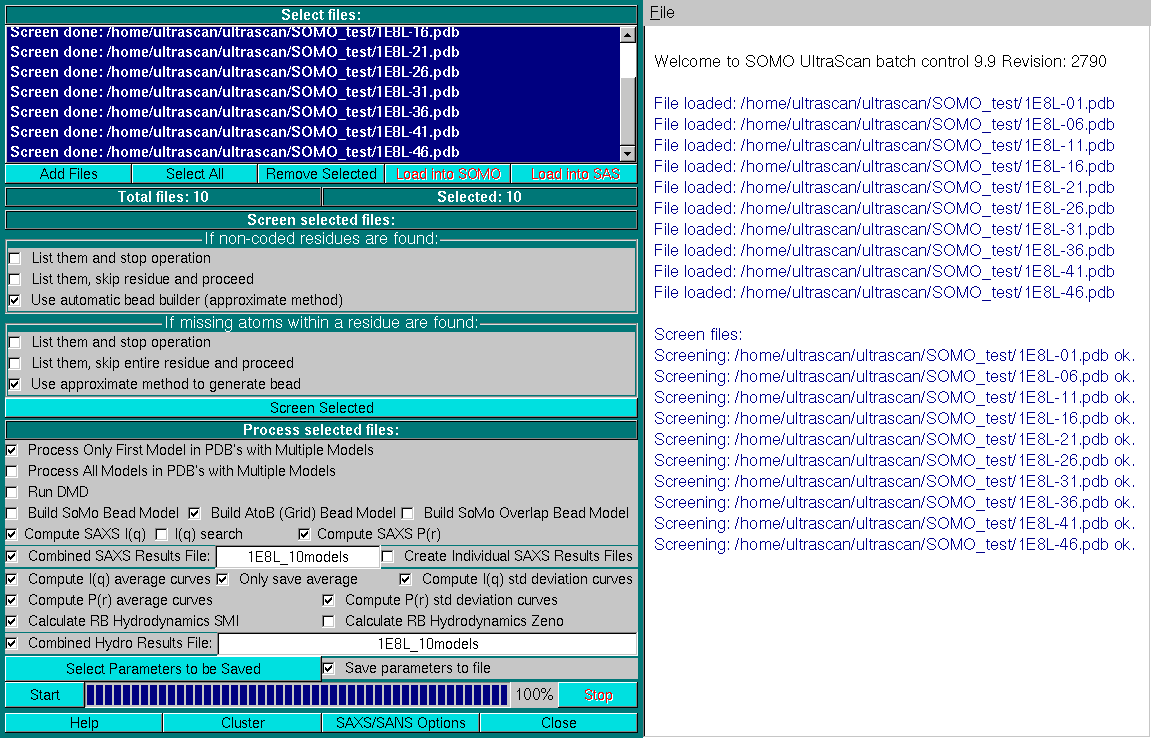 Select files:
Screen done: /home/ultrascan/ultrascan/SOMO_test/1E8L-16.pdb
Screen done: /home/ultrascan/ultrascan/SOMO_test/1E8L-21.pdb
Screen done: /home/ultrascan/ultrascan/SOMO_test/1E8L-26.pdb
Screen done: /home/ultrascan/ultrascan/SOMO_test/1E8L-31.pdb
Screen done: /home/ultrascan/ultrascan/SOMO_test/1E8L-36.pdb
Screen done: /home/ultrascan/ultrascan/SOMO_test/1E8L-41.pdb
Screen done: /home/ultrascan/ultrascan/SOMO_test/1E8L-46.pdb
Add Files Select All Remove Selected Load into SOMO Load into SAS
Total files: 10 Selected: 10
Screen selected files:
If non-coded residues are found:
List them and stop operation
List them, skip residue and proceed
Use automatic bead builder (approximate method)
If missing atoms within a residue are found:
List them and stop operation
List them, skip entire residue and proceed
Use approximate method to generate bead
Screen Selected
Process selected files:
Process Only First Model in PDB's with Multiple Models
Process All Models in PDB's with Multiple Models
Run DMD
Build SoMo Bead Model Build AtoB (Grid) Bead Model Build SoMo Overlap Bead Model
Compute SAXS I(q) I(q) search Compute SAXS P(r)
Combined SAXS Results File: 1E8L_10models Create Individual SAXS Results Files
Compute I(q) average curves Only save average Compute I(q) std deviation curves
Compute P(r) average curves Compute P(r) std deviation curves
Calculate RB Hydrodynamics SMI Calculate RB Hydrodynamics Zeno
Combined Hydro Results File: 1E8L_10models
Select Parameters to be Saved Save parameters to file
Start 100% Stop
Help Cluster SAXS/SANS Options Close
File
Welcome to SOMO UltraScan batch control 9.9 Revision: 2790
File loaded: /home/ultrascan/ultrascan/SOMO_test/1E8L-01.pdb
File loaded: /home/ultrascan/ultrascan/SOMO_test/1E8L-06.pdb
File loaded: /home/ultrascan/ultrascan/SOMO_test/1E8L-11.pdb
File loaded: /home/ultrascan/ultrascan/SOMO_test/1E8L-16.pdb
File loaded: /home/ultrascan/ultrascan/SOMO_test/1E8L-21.pdb
File loaded: /home/ultrascan/ultrascan/SOMO_test/1E8L-26.pdb
File loaded: /home/ultrascan/ultrascan/SOMO_test/1E8L-31.pdb
File loaded: /home/ultrascan/ultrascan/SOMO_test/1E8L-36.pdb
File loaded: /home/ultrascan/ultrascan/SOMO_test/1E8L-41.pdb
File loaded: /home/ultrascan/ultrascan/SOMO_test/1E8L-46.pdb
Screen files:
Screening: /home/ultrascan/ultrascan/SOMO_test/1E8L-01.pdb ok.
Screening: /home/ultrascan/ultrascan/SOMO_test/1E8L-06.pdb ok.
Screening: /home/ultrascan/ultrascan/SOMO_test/1E8L-11.pdb ok.
Screening: /home/ultrascan/ultrascan/SOMO_test/1E8L-16.pdb ok.
Screening: /home/ultrascan/ultrascan/SOMO_test/1E8L-21.pdb ok.
Screening: /home/ultrascan/ultrascan/SOMO_test/1E8L-26.pdb ok.
Screening: /home/ultrascan/ultrascan/SOMO_test/1E8L-31.pdb ok.
Screening: /home/ultrascan/ultrascan/SOMO_test/1E8L-36.pdb ok.
Screening: /home/ultrascan/ultrascan/SOMO_test/1E8L-41.pdb ok.
Screening: /home/ultrascan/ultrascan/SOMO_test/1E8L-46.pdb ok.